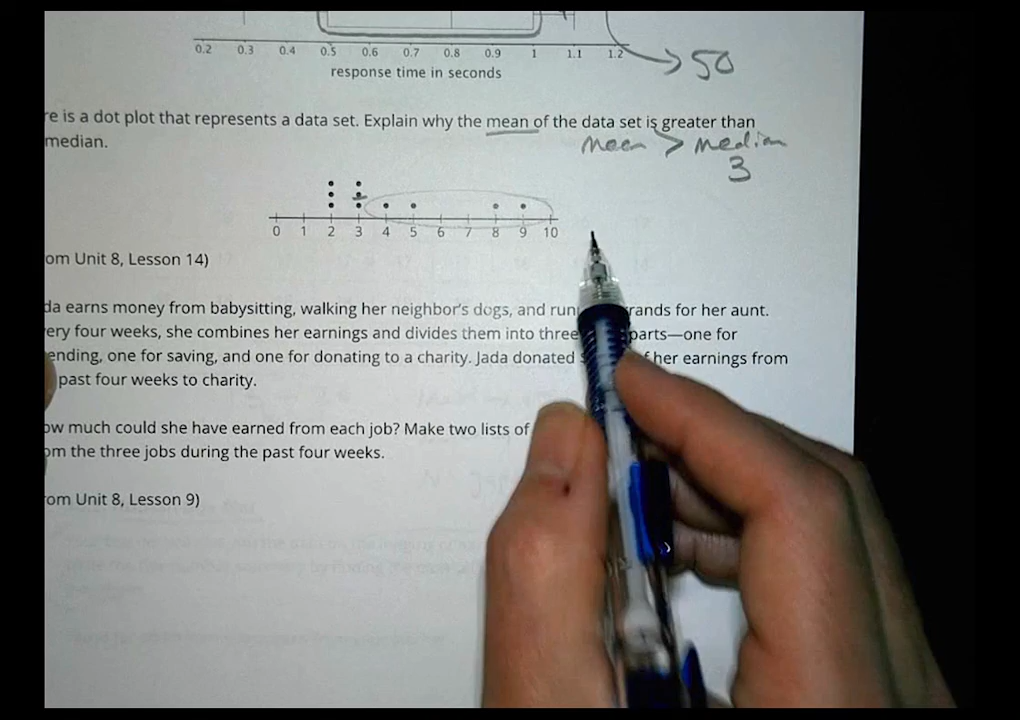 0.2 0.3 0.4 0.5 0.6 0.7 0.8 0.9 1 1.1 1.2
50
response time in seconds
re is a dot plot that represents a data set. Explain why the mean of the data set is greater than
median.
mean > median
3
0 1 2 3 4 5 6 7 8 9 10
om Unit 8, Lesson 14)
da earns money from babysitting, walking her neighbor's dogs, and run rands for her aunt.
ery four weeks, she combines her earnings and divides them into three parts—one for
ending, one for saving, and one for donating to a charity. Jada donated her earnings from
past four weeks to charity.
ow much could she have earned from each job? Make two lists of
om the three jobs during the past four weeks.
rom Unit 8, Lesson 9)